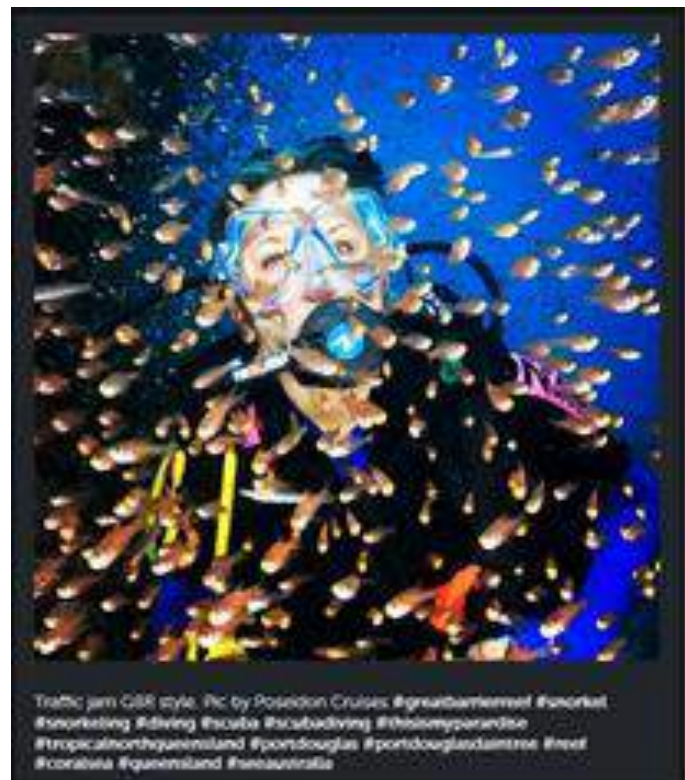 Traffic jam GBR style. Pic by Poseidon Cruises #greatbarrierreef #snorkel
#snorkeling #diving #scuba #scubadiving #thisismyparardise
#tropicalnorthqueensland #portdouglas #portdouglasdaintree #reef
#coralsea #queensland #seeaustralia